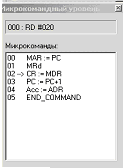 Микрокомандный уровень
000 : RD #020
Микрокоманды:
00 MAR := PC
01 MRd
02 -> CR := MDR
03 PC := PC+1
04 Acc := ADR
05 END_COMMAND